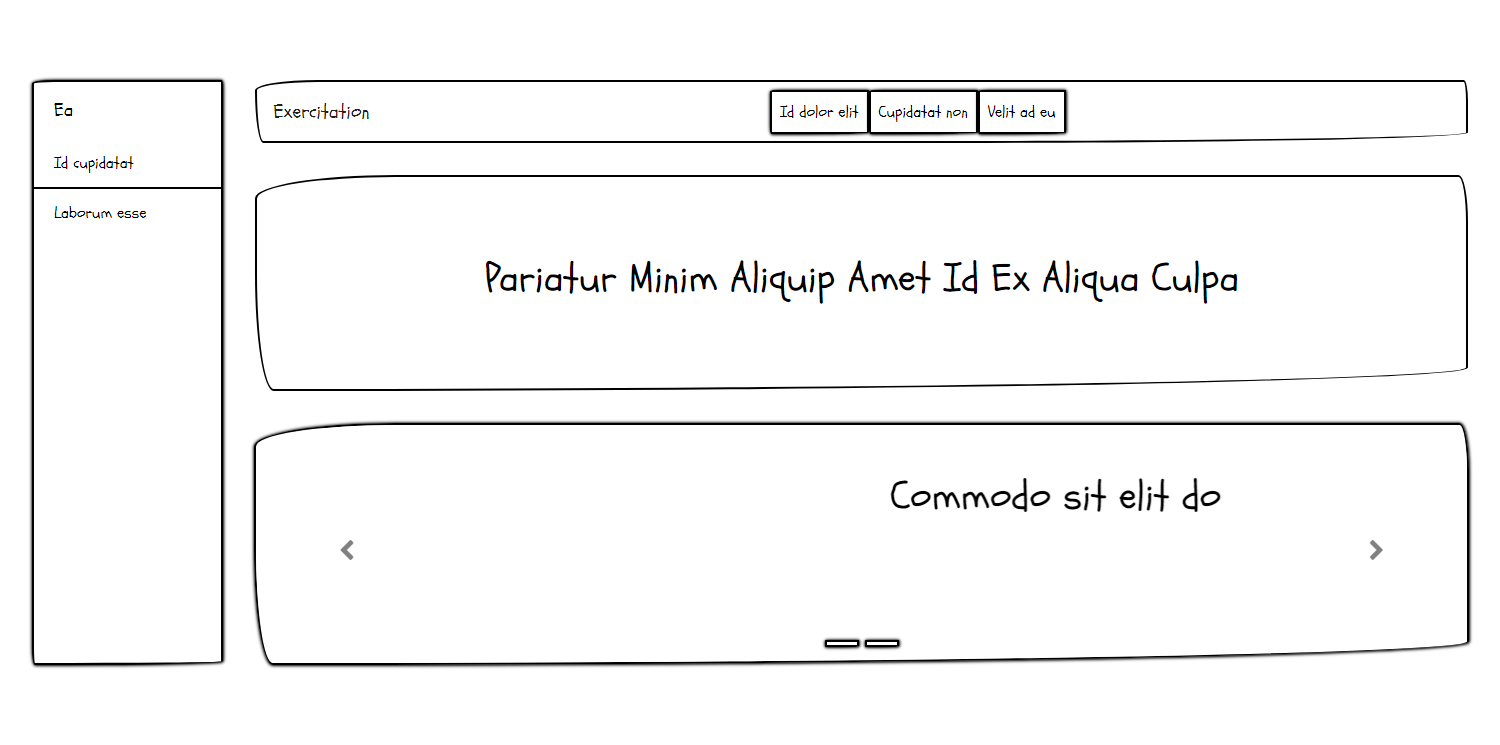 Ea
Id cupidatat
Laborum esse
Exercitation
Id dolor elit
Cupidatat non
Velit ad eu
Pariatur Minim Aliquip Amet Id Ex Aliqua Culpa
Commodo sit elit do